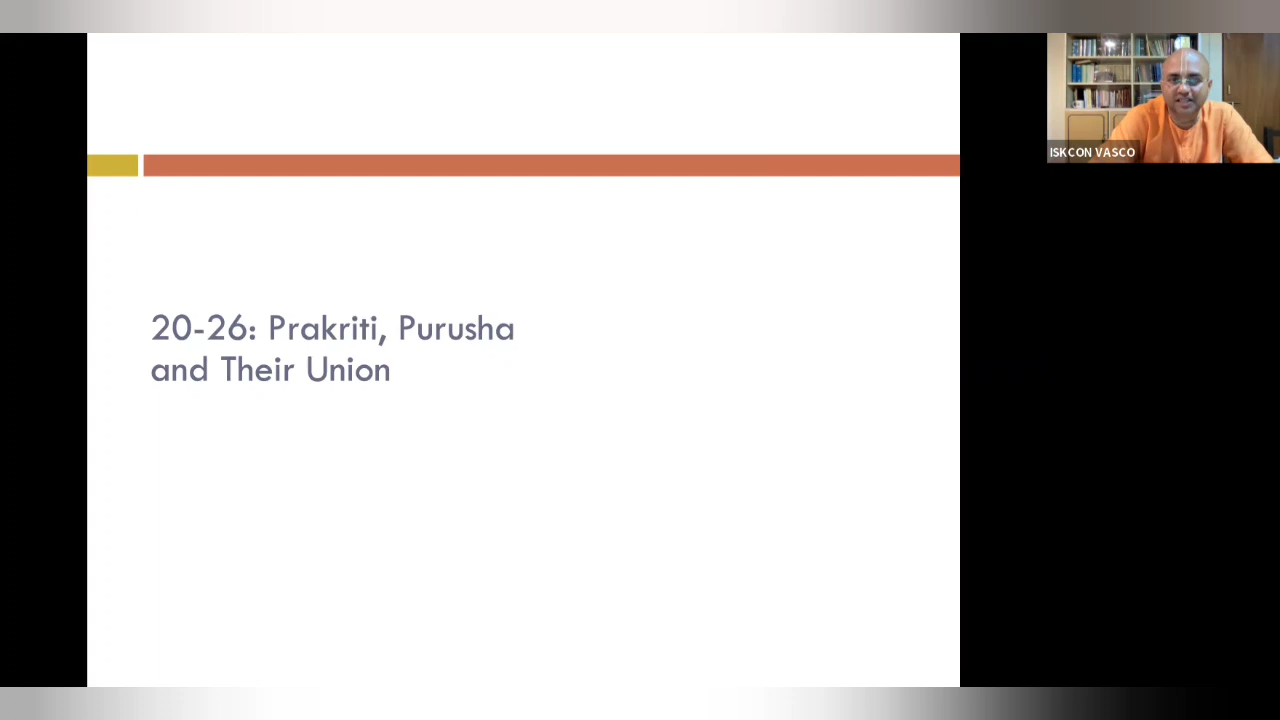 20-26: Prakriti, Purusha
and Their Union
ISKCON VASCO